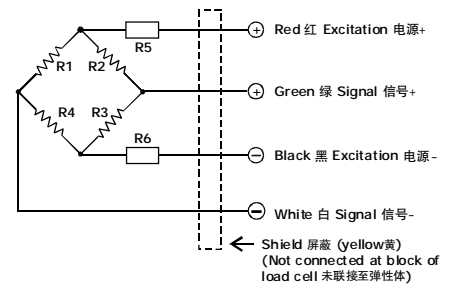 R5
Red 红 Excitation 电源+
R1
R2
Green 绿 Signal 信号+
R4
R3
R6
Black 黑 Excitation 电源-
White 白 Signal 信号-
Shield 屏蔽 (yellow黄)
(Not connected at block of
load cell 未联接至弹性体)